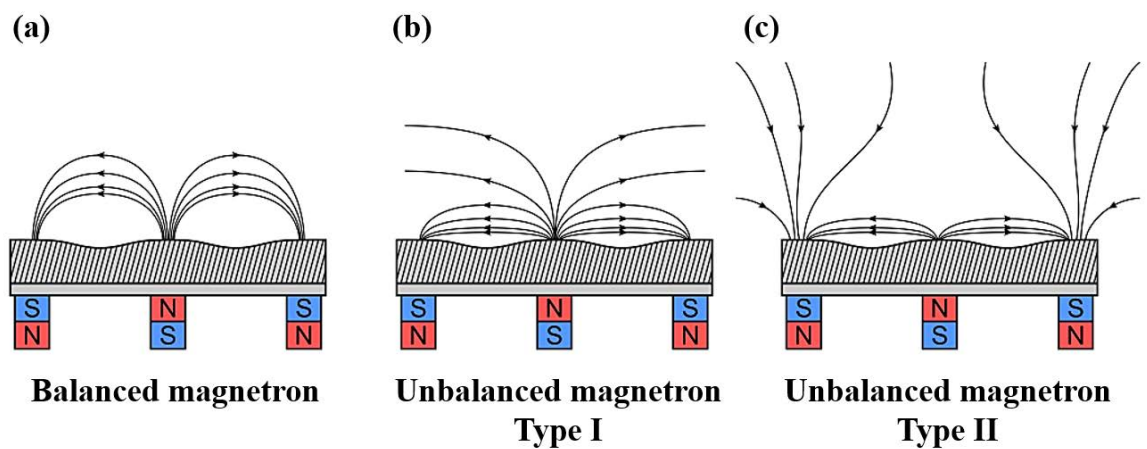 (a) (b) (c)
S N S S N S S N S
N S N N S N N S N
Balanced magnetron Unbalanced magnetron Unbalanced magnetron
Type I Type II